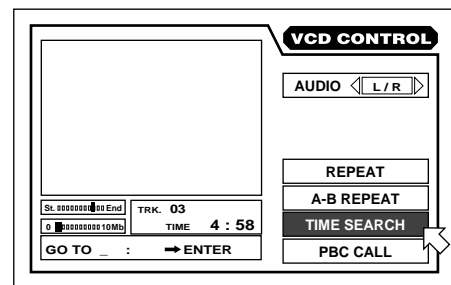 VCD CONTROL
AUDIO L / R
REPEAT
A-B REPEAT
TIME SEARCH
PBC CALL
St. End
0 10Mb
TRK. 03
TIME 4 : 58
GO TO _ : ➡ ENTER